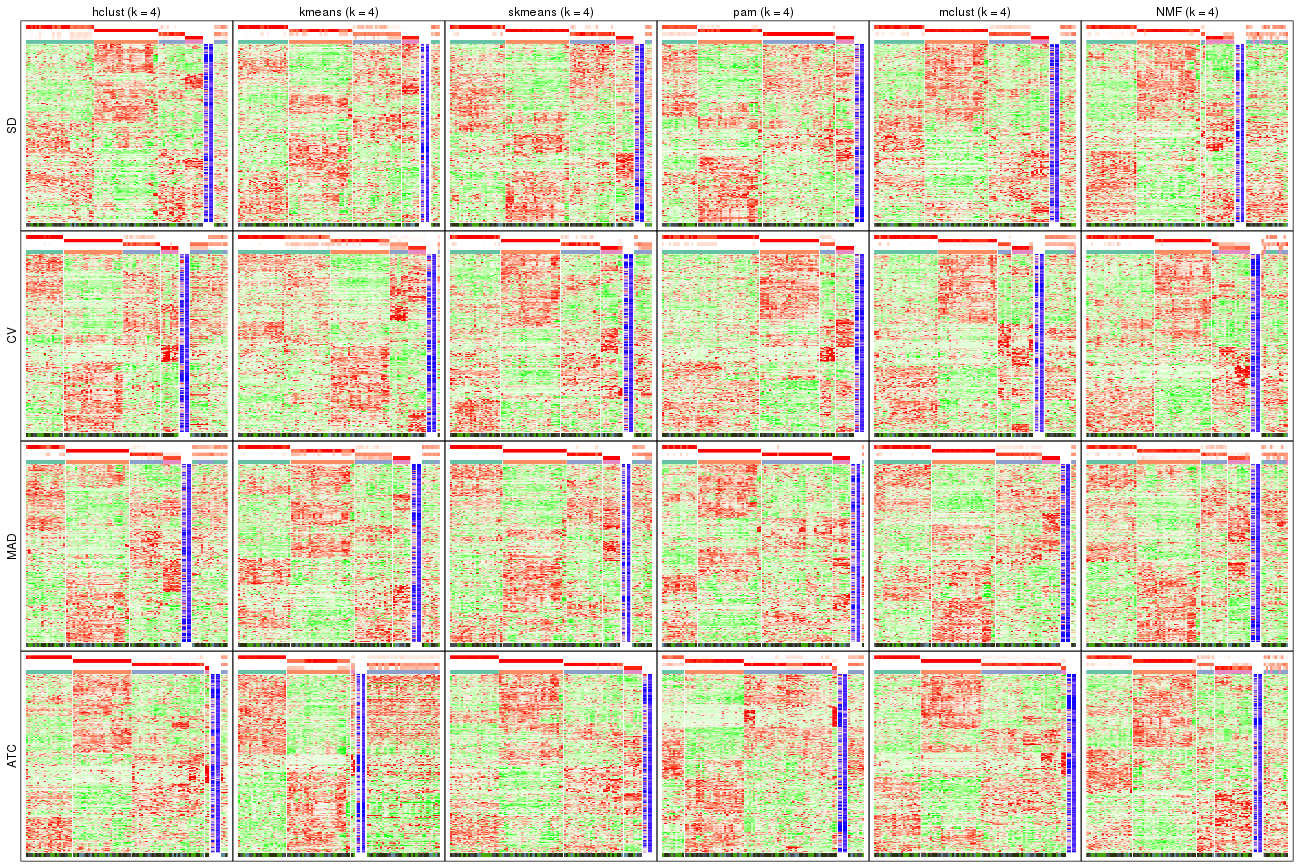 hclust (k = 4) kmeans (k = 4) skmeans (k = 4) pam (k = 4) mclust (k = 4) NMF (k = 4)
SD
CV
MAD
ATC